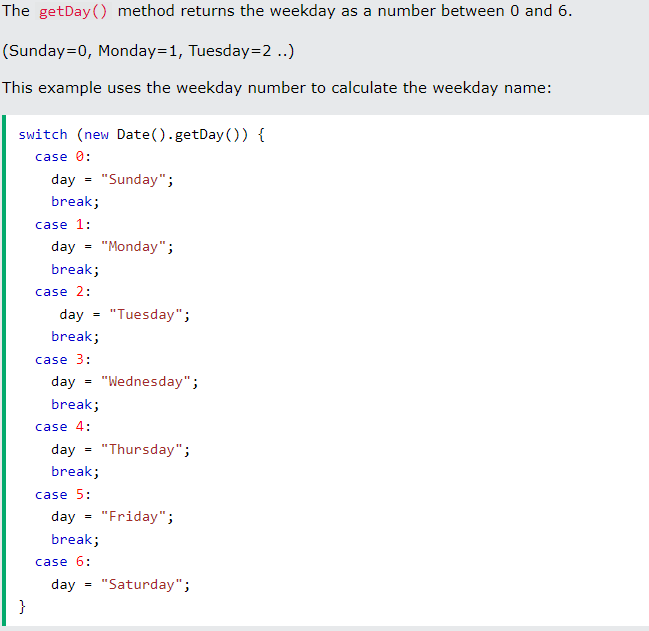 The getDay() method returns the weekday as a number between 0 and 6.
(Sunday=0, Monday=1, Tuesday=2 ..)
This example uses the weekday number to calculate the weekday name:
switch (new Date().getDay()) {
  case 0:
    day = "Sunday";
    break;
  case 1:
    day = "Monday";
    break;
  case 2:
     day = "Tuesday";
    break;
  case 3:
    day = "Wednesday";
    break;
  case 4:
    day = "Thursday";
    break;
  case 5:
    day = "Friday";
    break;
  case 6:
    day = "Saturday";
}